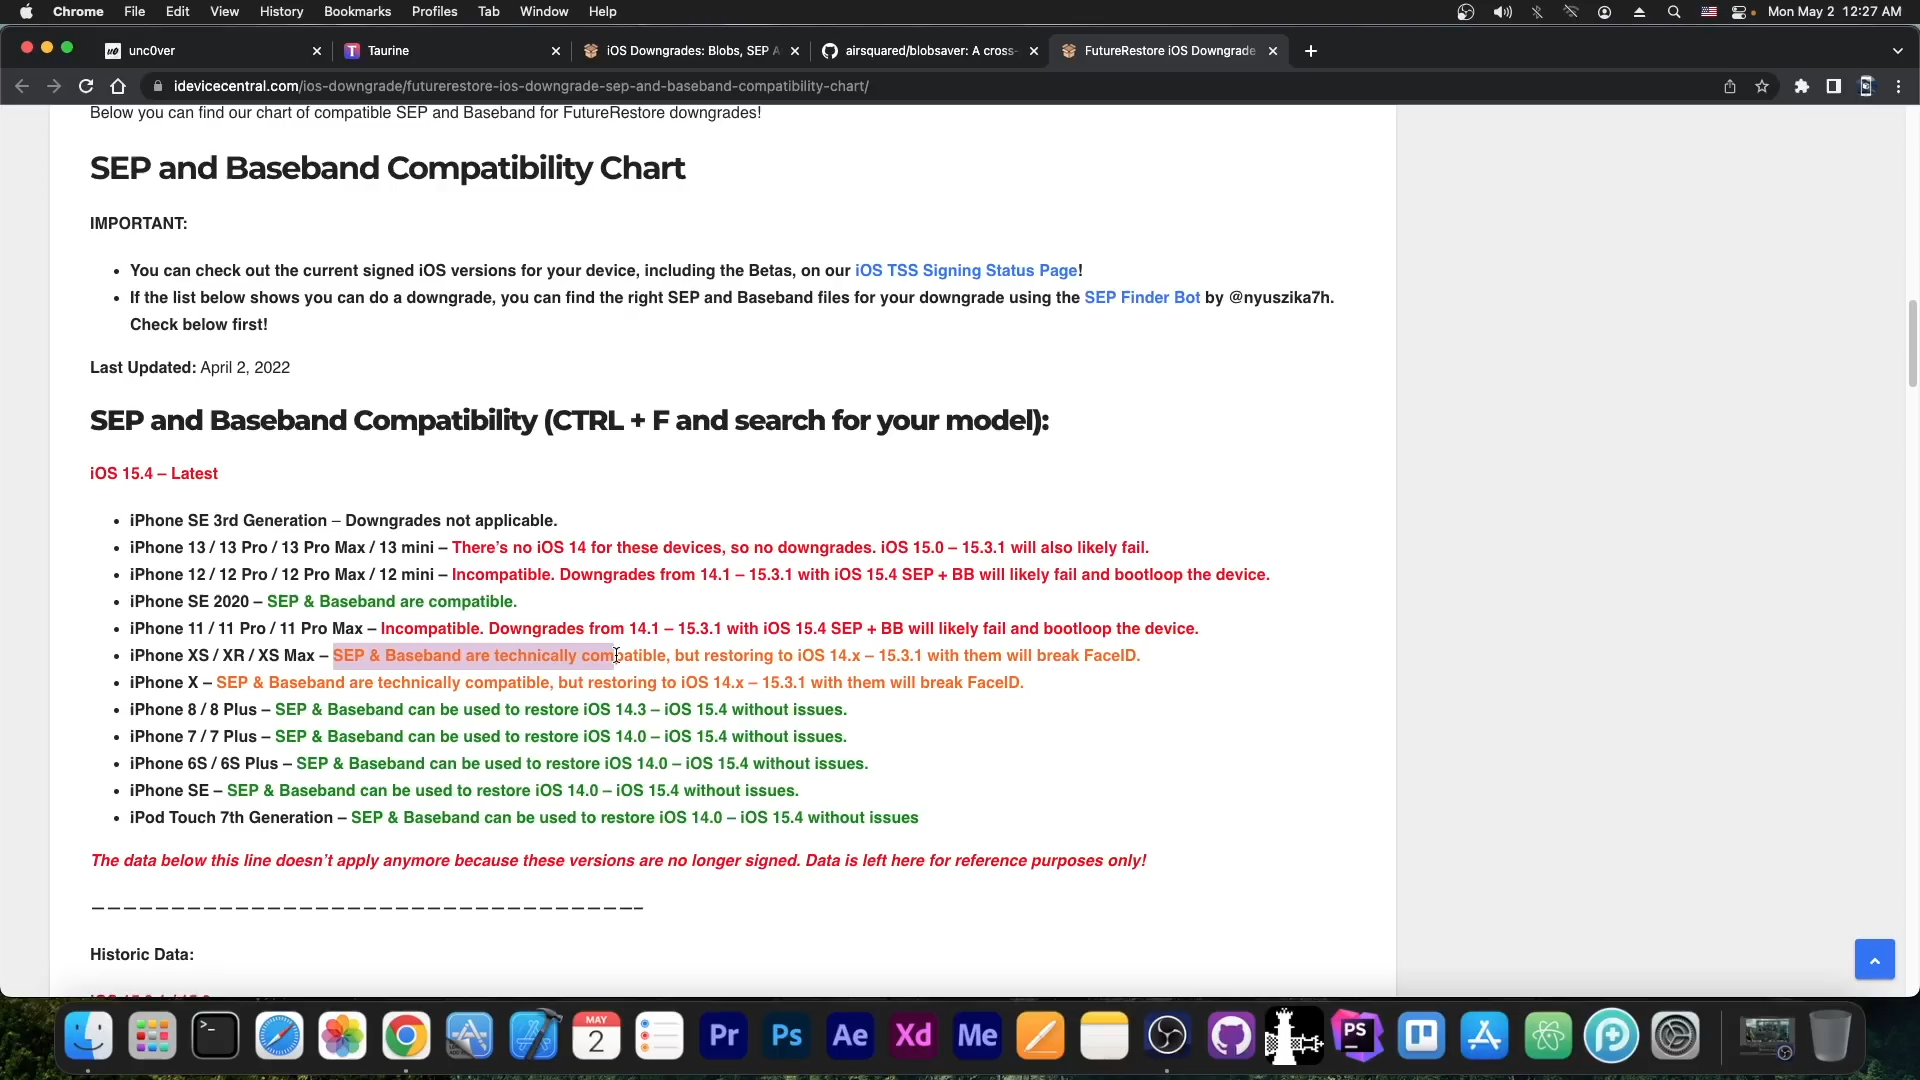 Chrome File Edit View History Bookmarks Profiles Tab Window Help Mon May 2 12:27 AM
unc0ver Taurine iOS Downgrades: Blobs, SEP A airsquared/blobsaver: A cross- FutureRestore iOS Downgrade
idevicecentral.com/ios-downgrade/futurerestore-ios-downgrade-sep-and-baseband-compatibility-chart/
Below you can find our chart of compatible SEP and Baseband for FutureRestore downgrades!
SEP and Baseband Compatibility Chart
IMPORTANT:
• You can check out the current signed iOS versions for your device, including the Betas, on our iOS TSS Signing Status Page!
• If the list below shows you can do a downgrade, you can find the right SEP and Baseband files for your downgrade using the SEP Finder Bot by @nyuszika7h.
Check below first!
Last Updated: April 2, 2022
SEP and Baseband Compatibility (CTRL + F and search for your model):
iOS 15.4 – Latest
• iPhone SE 3rd Generation – Downgrades not applicable.
• iPhone 13 / 13 Pro / 13 Pro Max / 13 mini – There’s no iOS 14 for these devices, so no downgrades. iOS 15.0 – 15.3.1 will also likely fail.
• iPhone 12 / 12 Pro / 12 Pro Max / 12 mini – Incompatible. Downgrades from 14.1 – 15.3.1 with iOS 15.4 SEP + BB will likely fail and bootloop the device.
• iPhone SE 2020 – SEP & Baseband are compatible.
• iPhone 11 / 11 Pro / 11 Pro Max – Incompatible. Downgrades from 14.1 – 15.3.1 with iOS 15.4 SEP + BB will likely fail and bootloop the device.
• iPhone XS / XR / XS Max – SEP & Baseband are technically compatible, but restoring to iOS 14.x – 15.3.1 with them will break FaceID.
• iPhone X – SEP & Baseband are technically compatible, but restoring to iOS 14.x – 15.3.1 with them will break FaceID.
• iPhone 8 / 8 Plus – SEP & Baseband can be used to restore iOS 14.3 – iOS 15.4 without issues.
• iPhone 7 / 7 Plus – SEP & Baseband can be used to restore iOS 14.0 – iOS 15.4 without issues.
• iPhone 6S / 6S Plus – SEP & Baseband can be used to restore iOS 14.0 – iOS 15.4 without issues.
• iPhone SE – SEP & Baseband can be used to restore iOS 14.0 – iOS 15.4 without issues.
• iPod Touch 7th Generation – SEP & Baseband can be used to restore iOS 14.0 – iOS 15.4 without issues
The data below this line doesn’t apply anymore because these versions are no longer signed. Data is left here for reference purposes only!
Historic Data:
MAY 2 Pr Ps Ae Xd Me PS